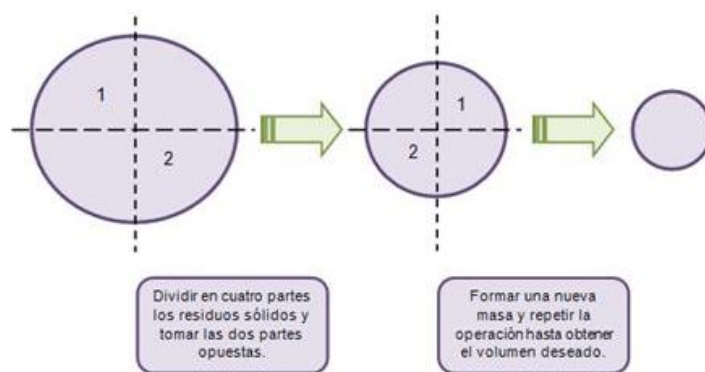 1
2
1
2
Dividir en cuatro partes
los residuos sólidos y
tomar las dos partes
opuestas.
Formar una nueva
masa y repetir la
operación hasta obtener
el volumen deseado.